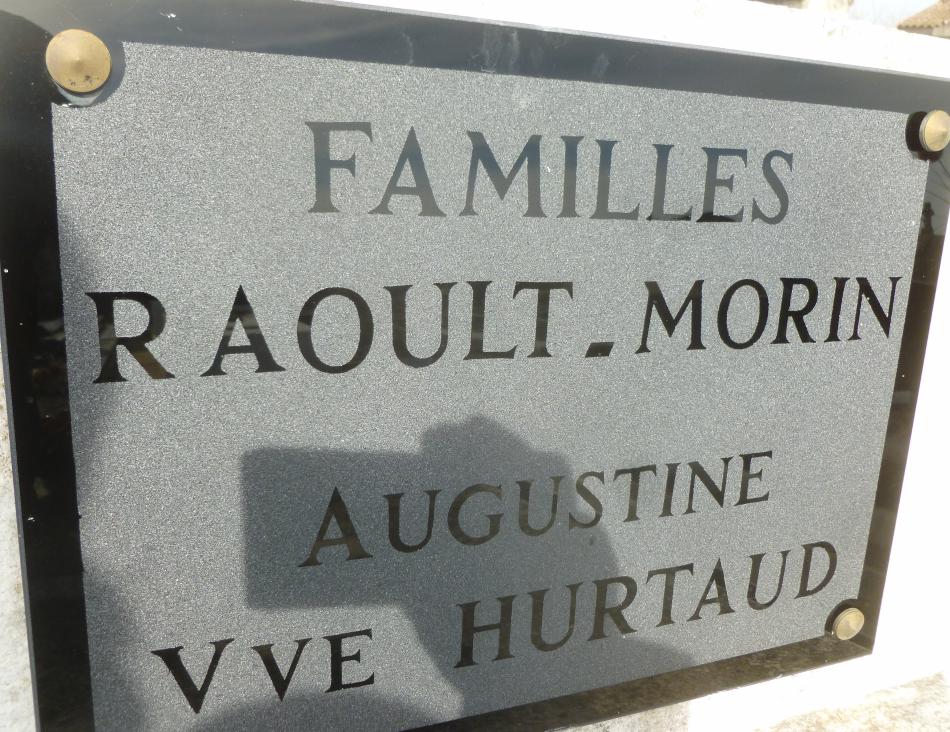 FAMILLES
RAOULT-MORIN
AUGUSTINE
VVE HURTAUD